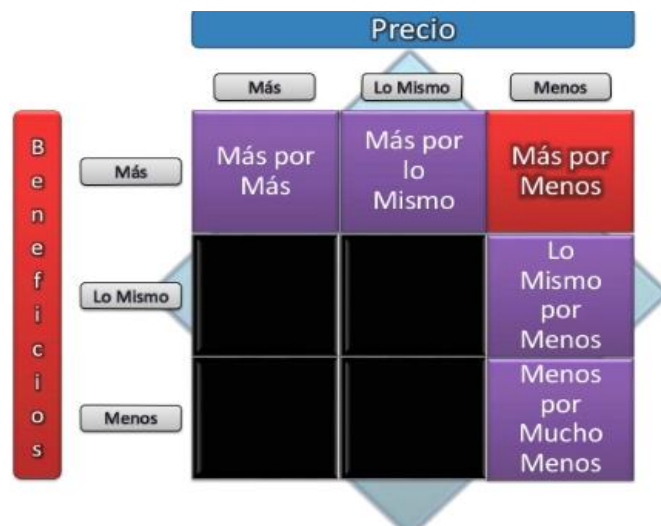 Precio
Más
Lo Mismo
Menos
Beneficios
Más
Más por
Más
Más por
lo
Mismo
Más por
Menos
Lo Mismo
Lo
Mismo
por
Menos
Menos
Menos
por
Mucho
Menos